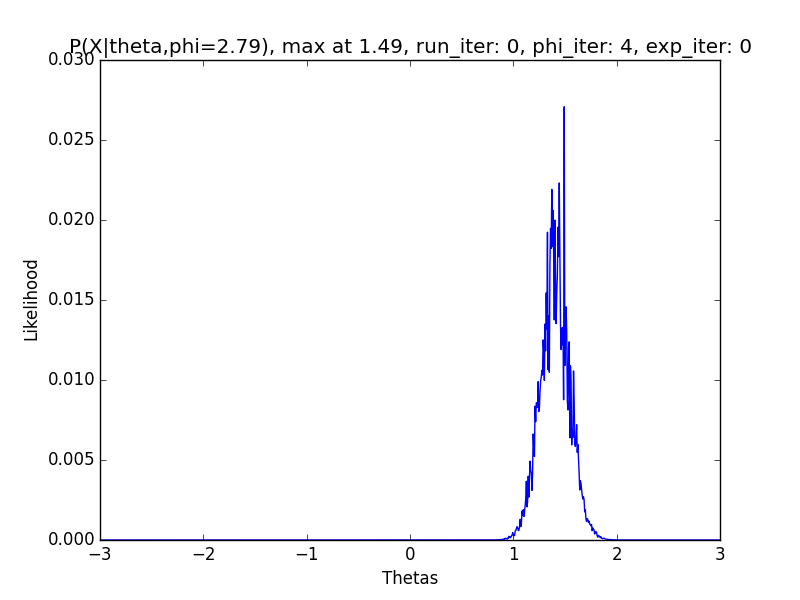 P(X|theta,phi=2.79), max at 1.49, run_iter: 0, phi_iter: 4, exp_iter: 0
0.030
0.025
0.020
0.015
0.010
0.005
0.000
Likelihood
−3 −2 −1 0 1 2 3
Thetas